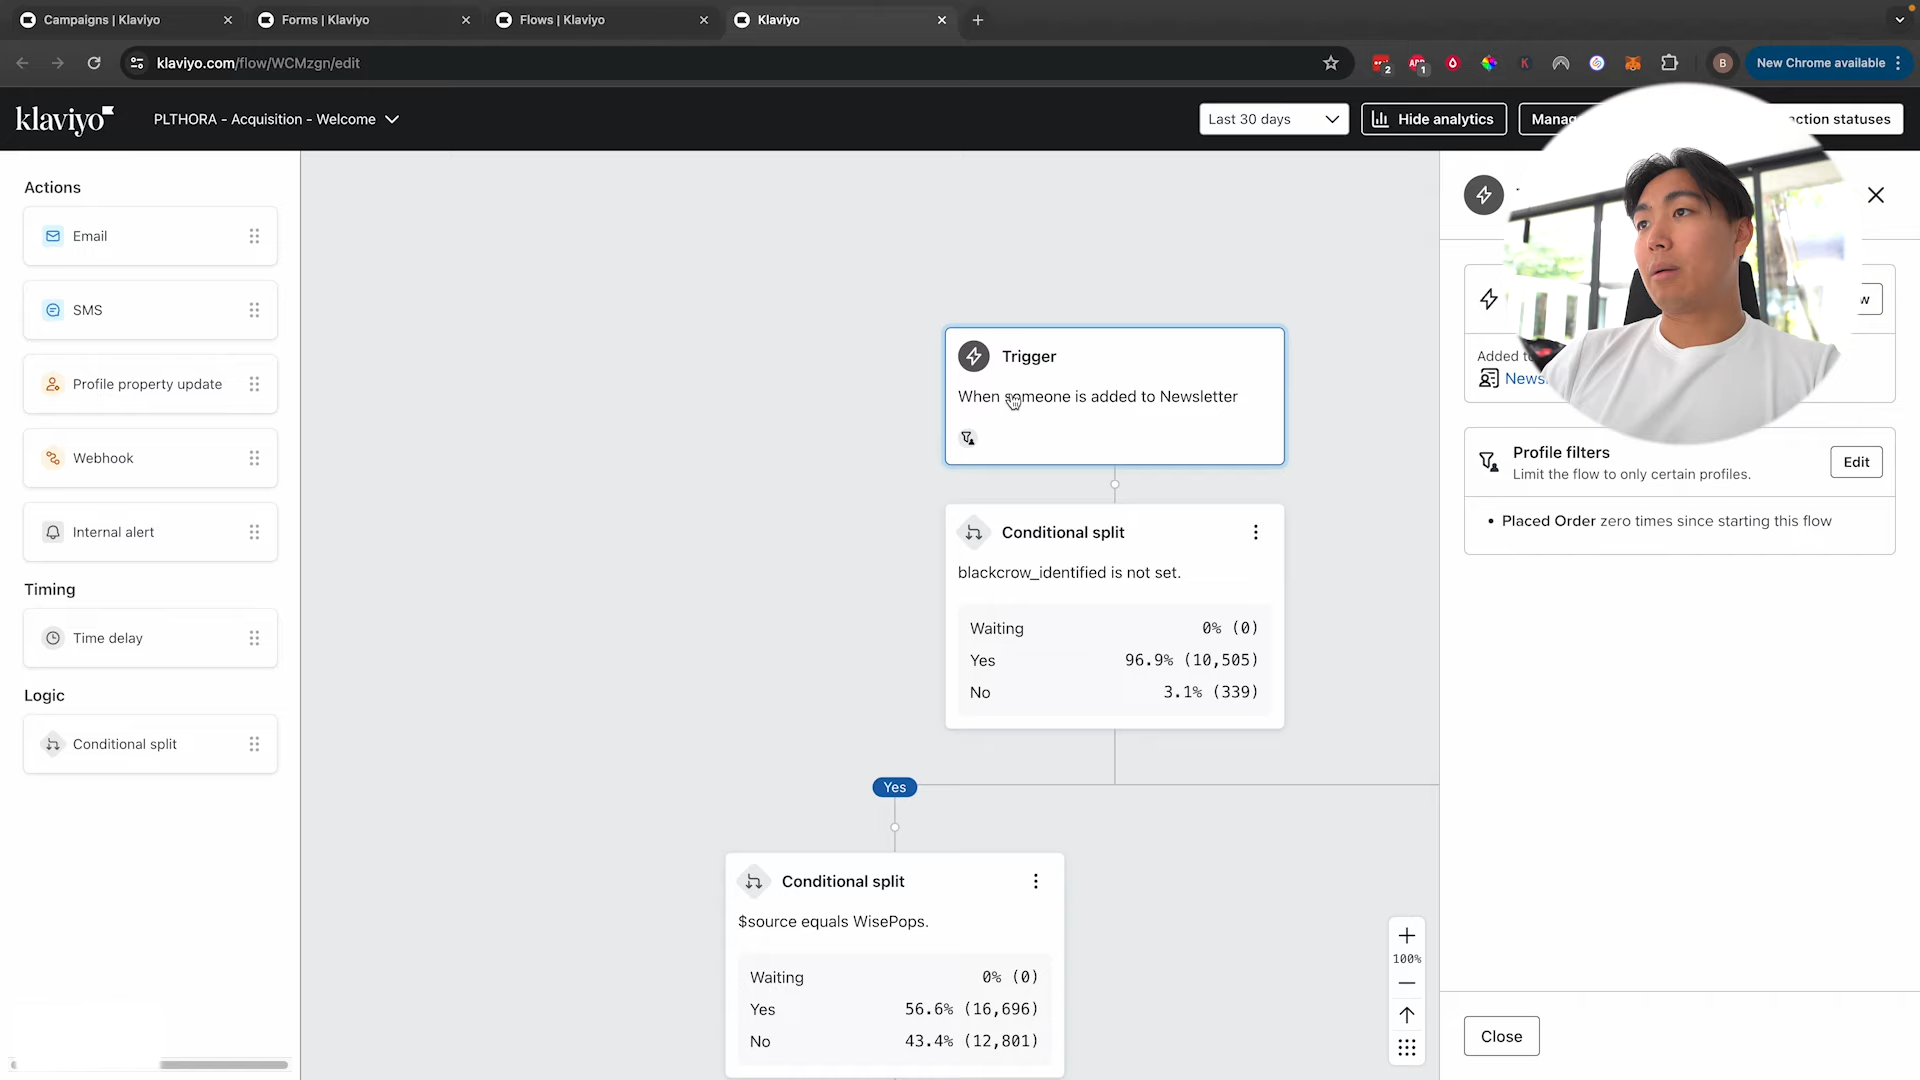 Campaigns | Klaviyo
Forms | Klaviyo
Flows | Klaviyo
Klaviyo
klaviyo.com/flow/WCMzgn/edit
2
1
K
B
New Chrome available
klaviyo
PLTHORA - Acquisition - Welcome
Last 30 days
Hide analytics
Actions
Email
SMS
Profile property update
Webhook
Internal alert
Timing
Time delay
Logic
Conditional split
Trigger
When someone is added to Newsletter
Conditional split
blackcrow_identified is not set.
Waiting 0% (0)
Yes 96.9% (10,505)
No 3.1% (339)
Yes
Conditional split
$source equals WisePops.
Waiting 0% (0)
Yes 56.6% (16,696)
No 43.4% (12,801)
100%
statuses
Added
Profile filters
Limit the flow to only certain profiles.
Edit
Placed Order zero times since starting this flow
Close